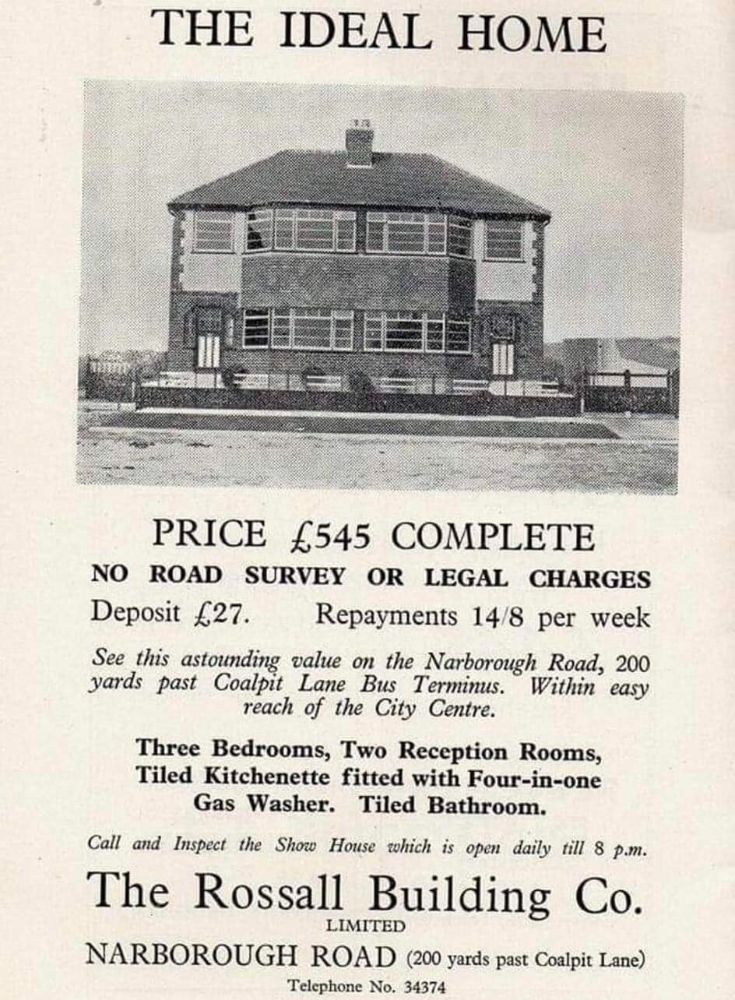 THE IDEAL HOME
PRICE £545 COMPLETE
NO ROAD SURVEY OR LEGAL CHARGES
Deposit £27. Repayments 14/8 per week
See this astounding value on the Narborough Road, 200
yards past Coalpit Lane Bus Terminus. Within easy
reach of the City Centre.
Three Bedrooms, Two Reception Rooms,
Tiled Kitchenette fitted with Four-in-one
Gas Washer. Tiled Bathroom.
Call and Inspect the Show House which is open daily till 8 p.m.
The Rossall Building Co.
LIMITED
NARBOROUGH ROAD (200 yards past Coalpit Lane)
Telephone No. 34374